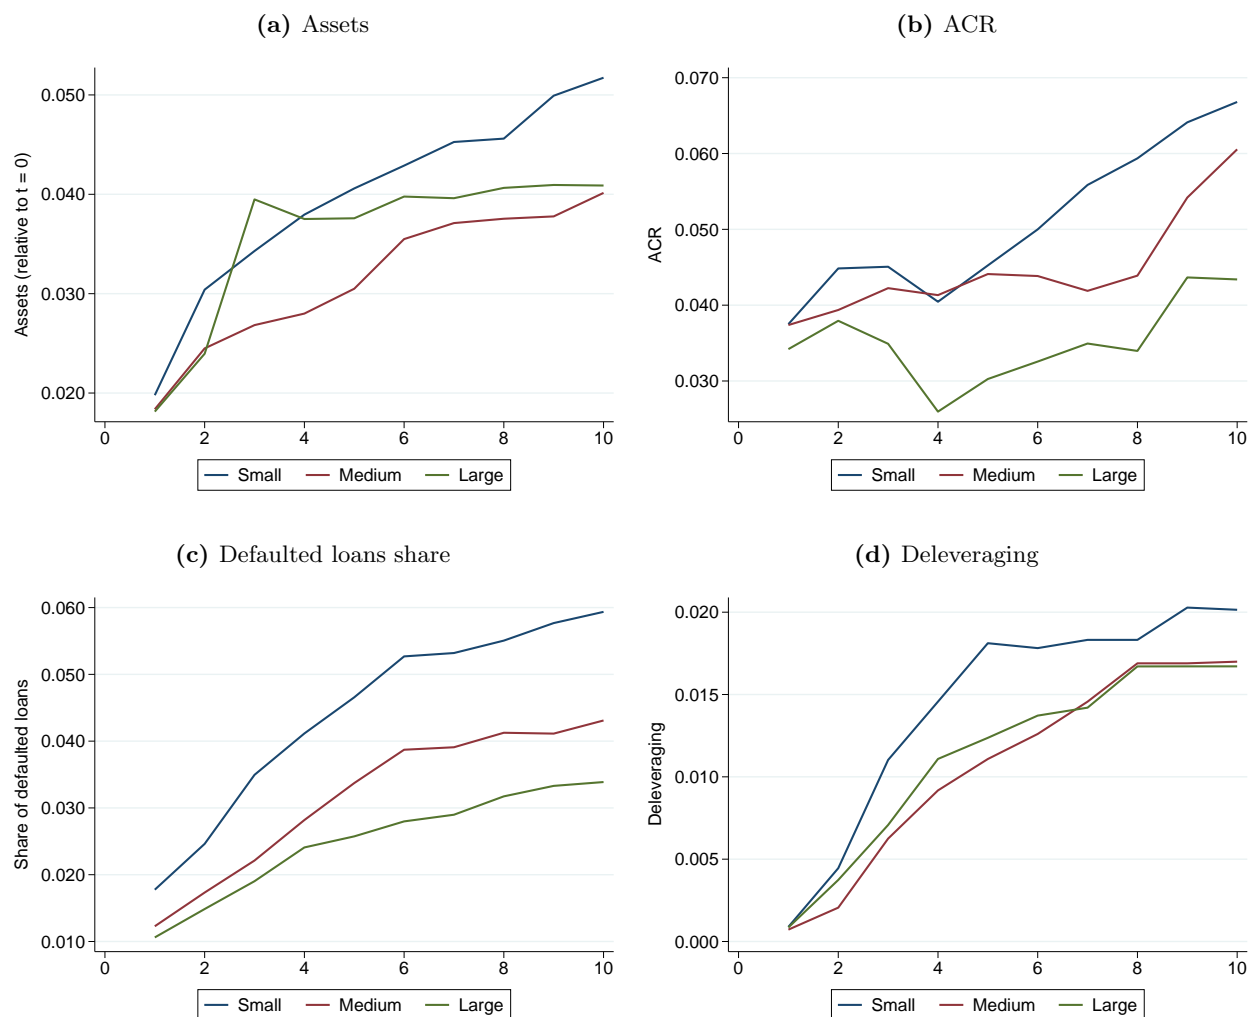 (a) Assets
Assets (relative to t = 0)
0.050
0.040
0.030
0.020
0 2 4 6 8 10
Small Medium Large
(b) ACR
ACR
0.070
0.060
0.050
0.040
0.030
0 2 4 6 8 10
Small Medium Large
(c) Defaulted loans share
Share of defaulted loans
0.060
0.050
0.040
0.030
0.020
0.010
0 2 4 6 8 10
Small Medium Large
(d) Deleveraging
Deleveraging
0.020
0.015
0.010
0.005
0.000
0 2 4 6 8 10
Small Medium Large